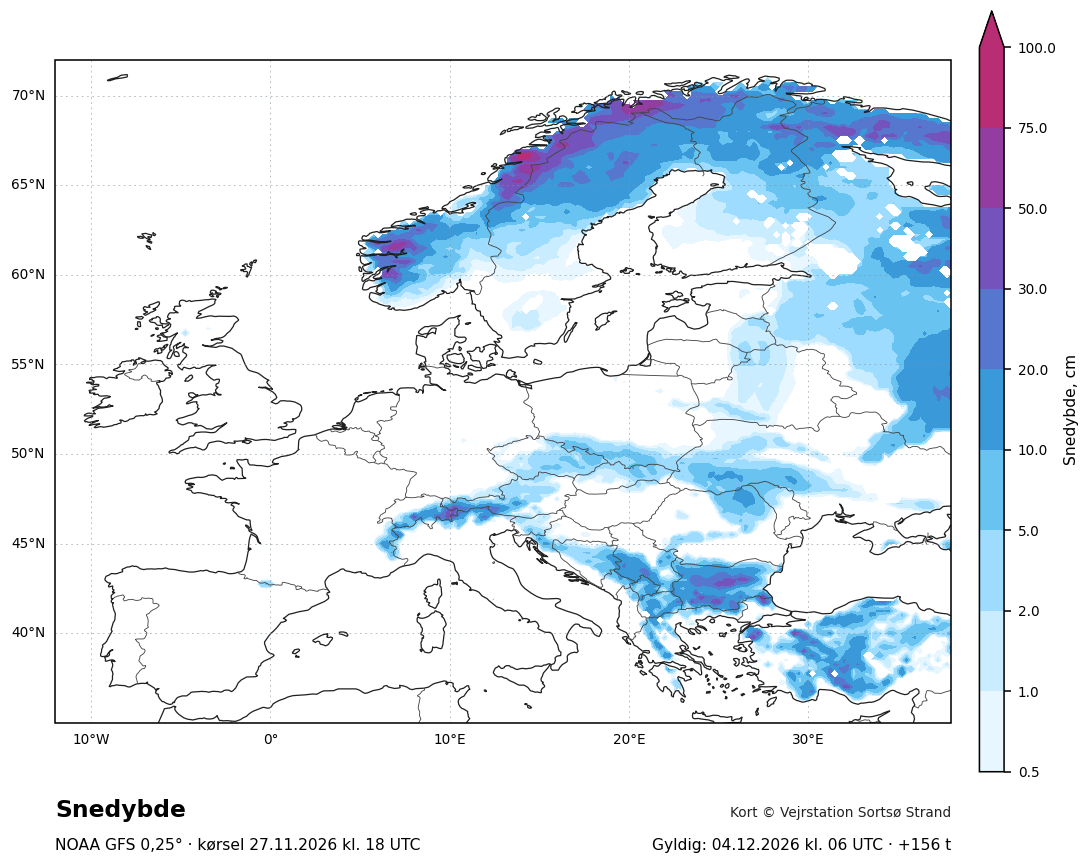 100.0
75.0
50.0
30.0
20.0
10.0
5.0
2.0
1.0
0.5
Snedybde, cm
70°N
65°N
60°N
55°N
50°N
45°N
40°N
10°W
0°
10°E
20°E
30°E
Snedybde
Kort © Vejrstation Sortsø Strand
NOAA GFS 0,25° · kørsel 27.11.2026 kl. 18 UTC
Gyldig: 04.12.2026 kl. 06 UTC · +156 t